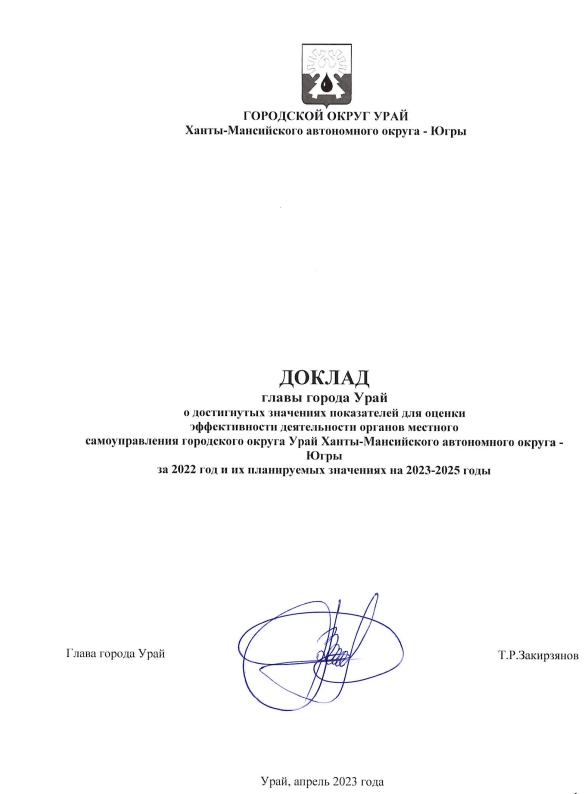 ГОРОДСКОЙ ОКРУГ УРАЙ
Ханты-Мансийского автономного округа - Югры
ДОКЛАД
главы города Урай
о достигнутых значениях показателей для оценки
эффективности деятельности органов местного
самоуправления городского округа Урай Ханты-Мансийского автономного округа -
Югры
за 2022 год и их планируемых значениях на 2023-2025 годы
Глава города Урай
Т.Р.Закирзянов
Урай, апрель 2023 года